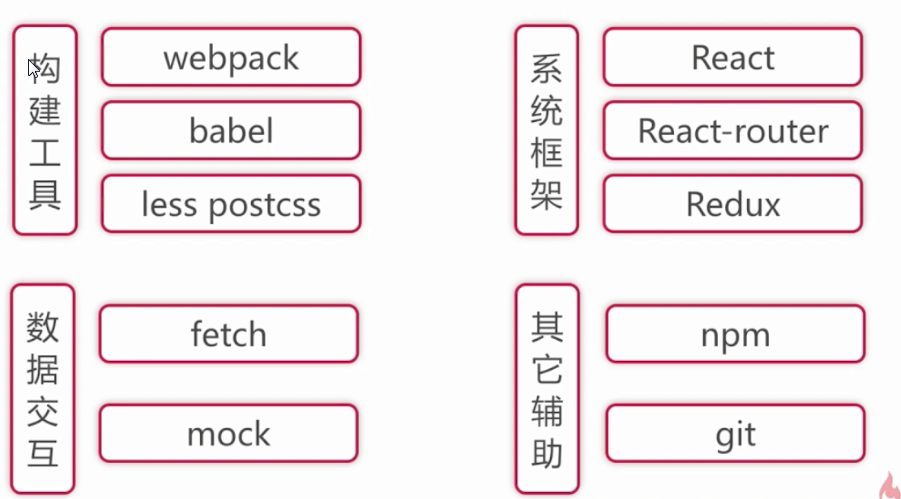 构建工具
webpack
babel
less postcss
系统框架
React
React-router
Redux
数据交互
fetch
mock
其它辅助
npm
git